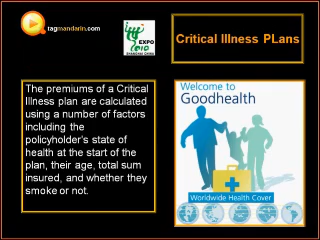 tagmandarin.com
EXPO
2010
SHANGHAI CHINA
Critical Illness PLans
The premiums of a Critical
Illness plan are calculated
using a number of factors
including the
policyholder's state of
health at the start of the
plan, their age, total sum
insured, and whether they
smoke or not.
Welcome to
Goodhealth
Worldwide Health Cover